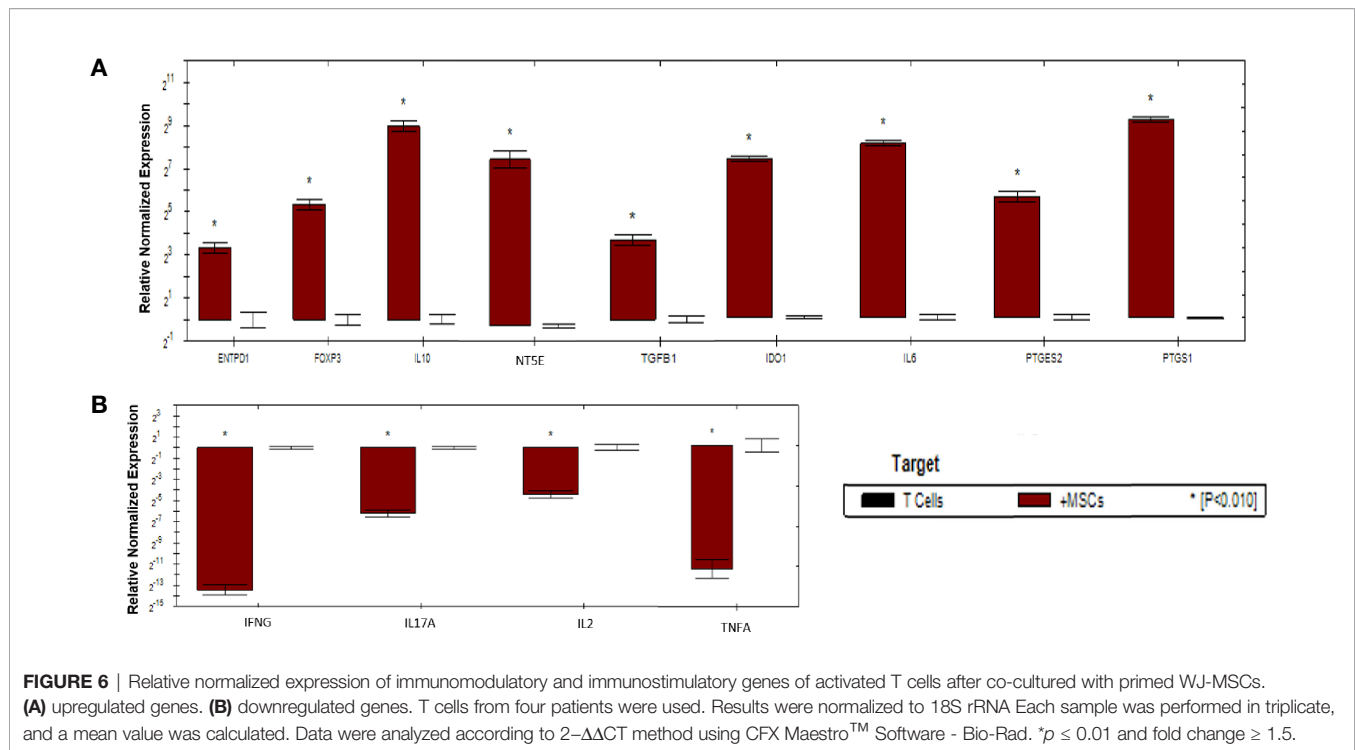 A
Relative Normalized Expression
2^11
2^9
2^7
2^5
2^3
2^1
2^-1
* * * * * * * * *
ENTPD1 FOXP3 IL10 NT5E TGFB1 IDO1 IL6 PTGES2 PTGS1
B
Relative Normalized Expression
2^3
2^1
2^-1
2^-3
2^-5
2^-7
2^-9
2^-11
2^-13
2^-15
* * * *
IFNG IL17A IL2 TNFA
Target
T Cells +MSCs * [P<0.010]
FIGURE 6 | Relative normalized expression of immunomodulatory and immunostimulatory genes of activated T cells after co-cultured with primed WJ-MSCs.
(A) upregulated genes. (B) downregulated genes. T cells from four patients were used. Results were normalized to 18S rRNA Each sample was performed in triplicate,
and a mean value was calculated. Data were analyzed according to 2–ΔΔCT method using CFX Maestro™ Software - Bio-Rad. *p ≤ 0.01 and fold change ≥ 1.5.